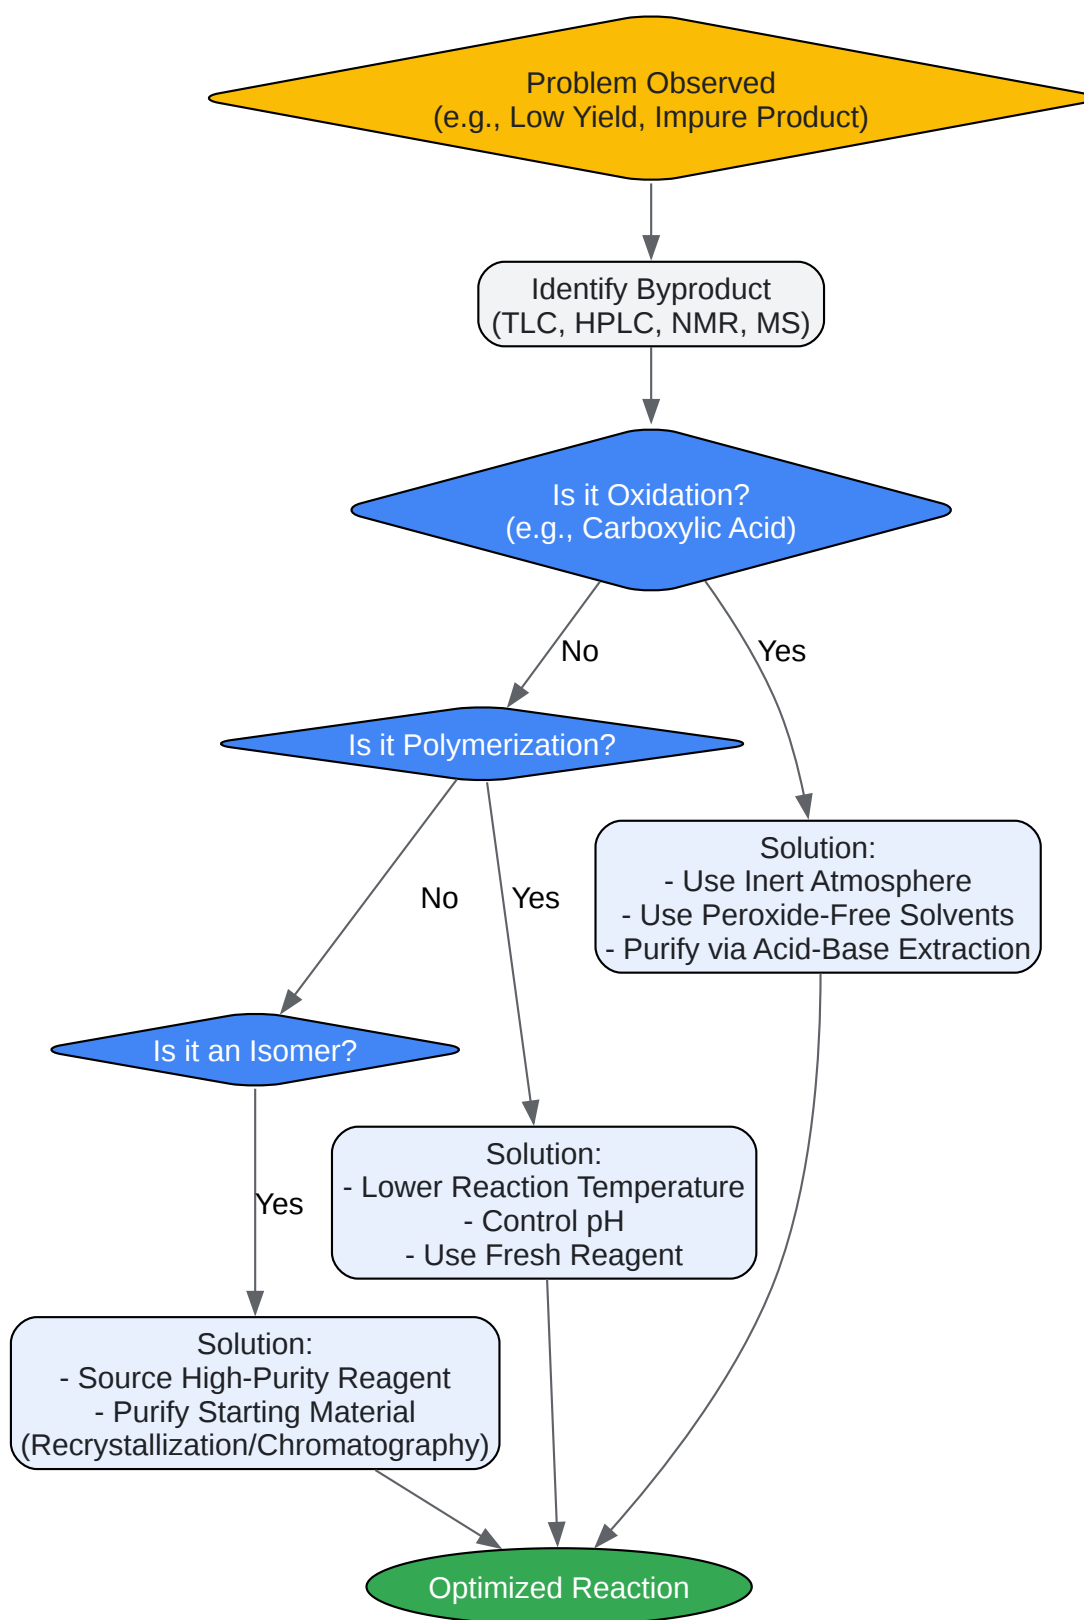 Problem Observed
(e.g., Low Yield, Impure Product)
Identify Byproduct
(TLC, HPLC, NMR, MS)
Is it Oxidation?
(e.g., Carboxylic Acid)
No
Yes
Is it Polymerization?
Solution:
- Use Inert Atmosphere
- Use Peroxide-Free Solvents
- Purify via Acid-Base Extraction
No
Yes
Is it an Isomer?
Solution:
- Lower Reaction Temperature
- Control pH
- Use Fresh Reagent
Yes
Solution:
- Source High-Purity Reagent
- Purify Starting Material
(Recrystallization/Chromatography)
Optimized Reaction